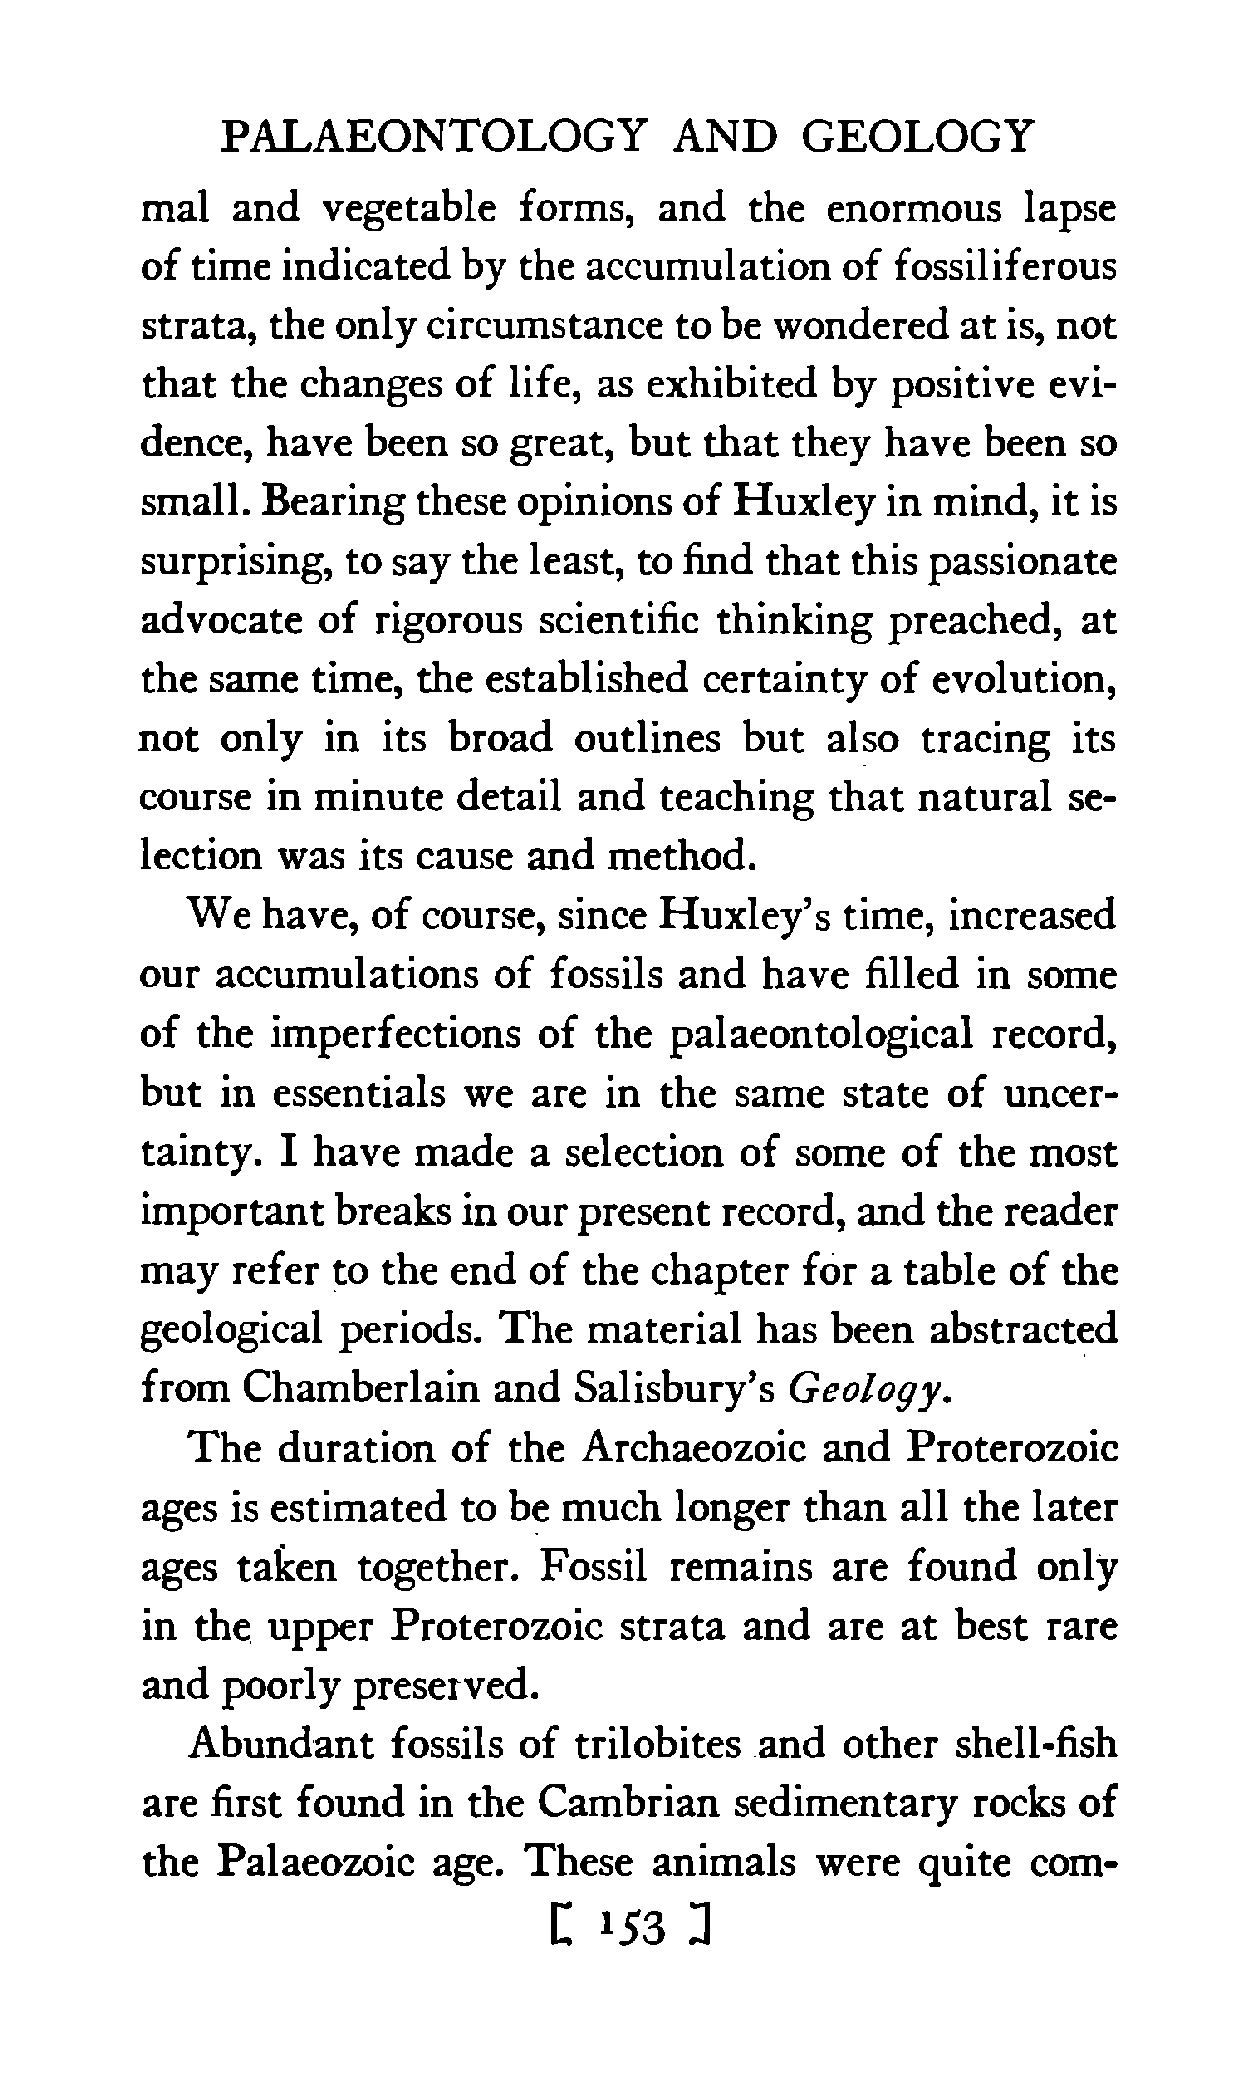 PALAEONTOLOGY AND GEOLOGY
mal and vegetable forms, and the enormous lapse
of time indicated by the accumulation of fossiliferous
strata, the only circumstance to be wondered at is, not
that the changes of life, as exhibited by positive evi-
dence, have been so great, but that they have been so
small. Bearing these opinions of Huxley in mind, it is
surprising, to say the least, to find that this passionate
advocate of rigorous scientific thinking preached, at
the same time, the established certainty of evolution,
not only in its broad outlines but also tracing its
course in minute detail and teaching that natural se-
lection was its cause and method.
We have, of course, since Huxley's time, increased
our accumulations of fossils and have filled in some
of the imperfections of the palaeontological record,
but in essentials we are in the same state of uncer-
tainty. I have made a selection of some of the most
important breaks in our present record, and the reader
may refer to the end of the chapter for a table of the
geological periods. The material has been abstracted
from Chamberlain and Salisbury's Geology.
The duration of the Archaeozoic and Proterozoic
ages is estimated to be much longer than all the later
ages taken together. Fossil remains are found only
in the upper Proterozoic strata and are at best rare
and poorly preserved.
Abundant fossils of trilobites and other shell-fish
are first found in the Cambrian sedimentary rocks of
the Palaeozoic age. These animals were quite com-
[ 153 ]